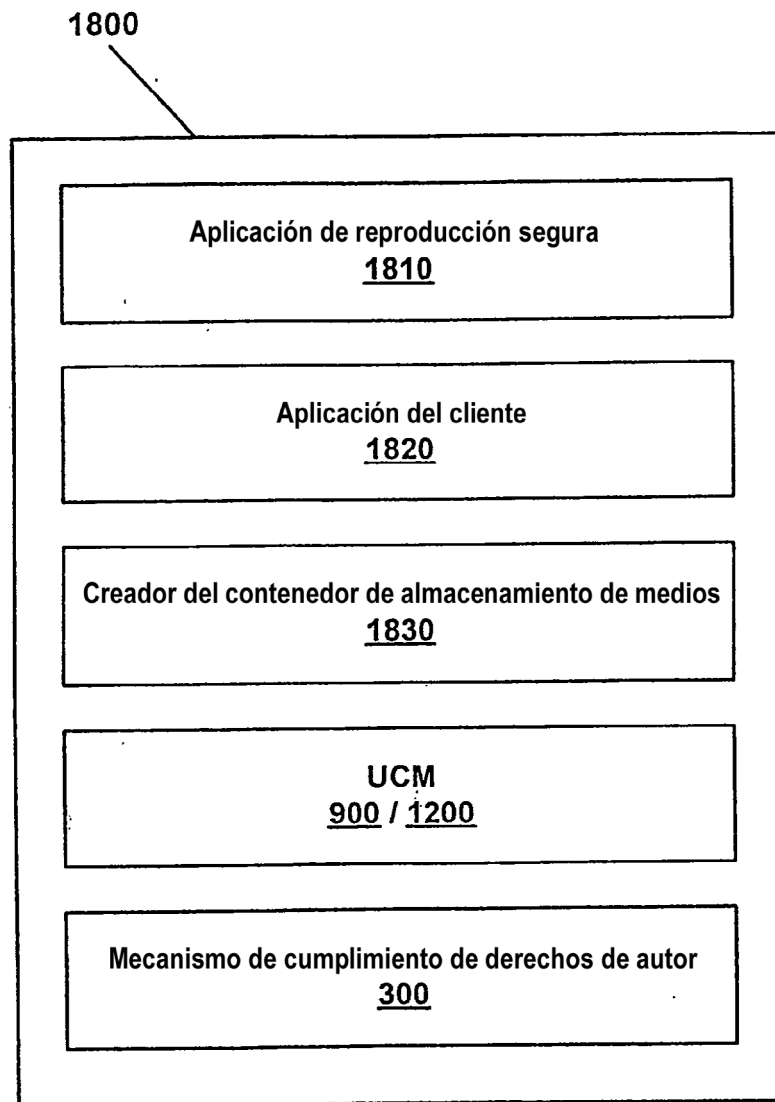 1800
Aplicación de reproducción segura
1810
Aplicación del cliente
1820
Creador del contenedor de almacenamiento de medios
1830
UCM
900 / 1200
Mecanismo de cumplimiento de derechos de autor
300